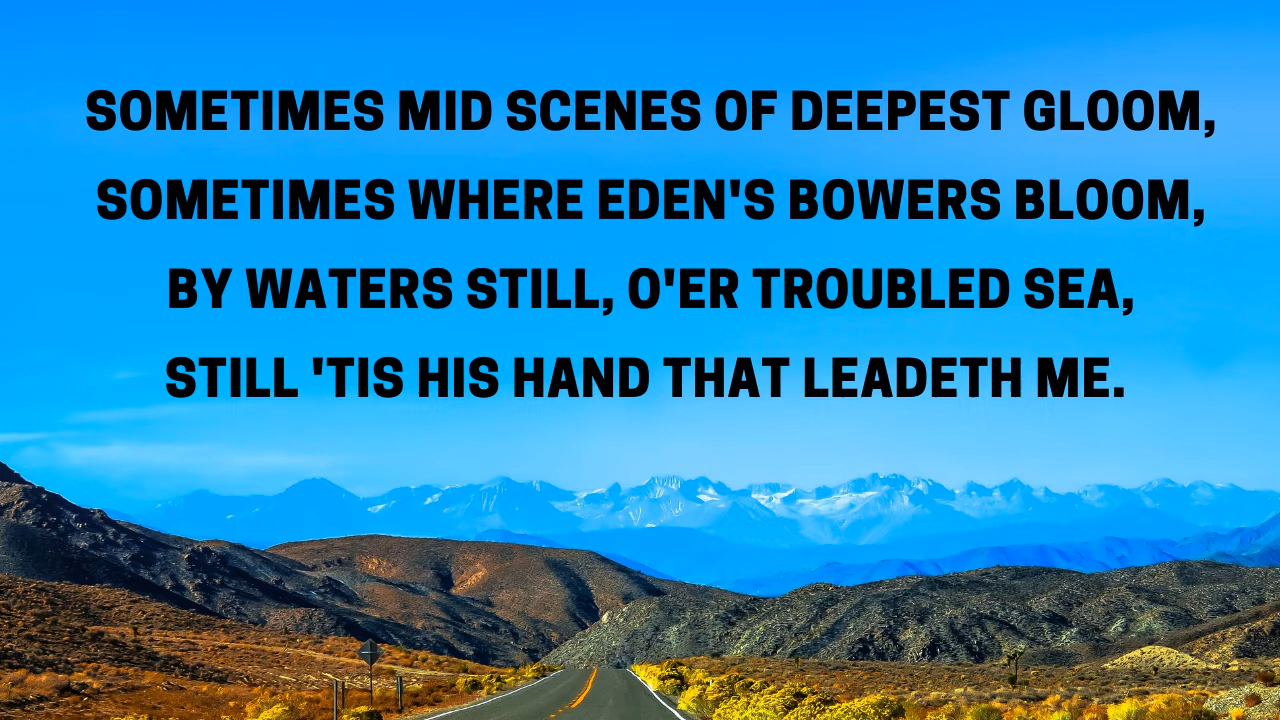 SOMETIMES MID SCENES OF DEEPEST GLOOM,
SOMETIMES WHERE EDEN'S BOWERS BLOOM,
BY WATERS STILL, O'ER TROUBLED SEA,
STILL 'TIS HIS HAND THAT LEADETH ME.